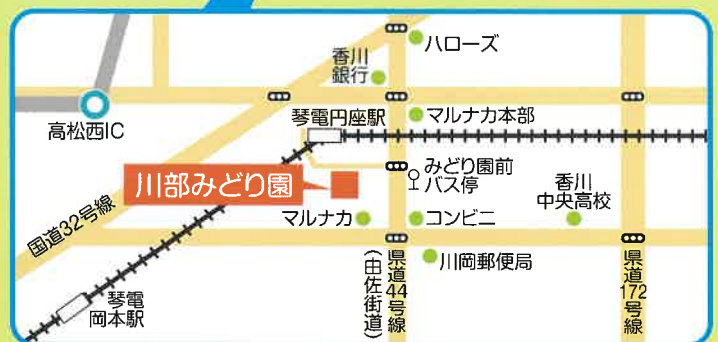 ハローズ
香川
銀行
高松西IC
琴電円座駅
マルナカ本部
川部みどり園
みどり園前
バス停
香川
中央高校
国道32号線
マルナカ
コンビニ
川岡郵便局
県道44号線
(由佐街道)
県道172号線
琴電
岡本駅